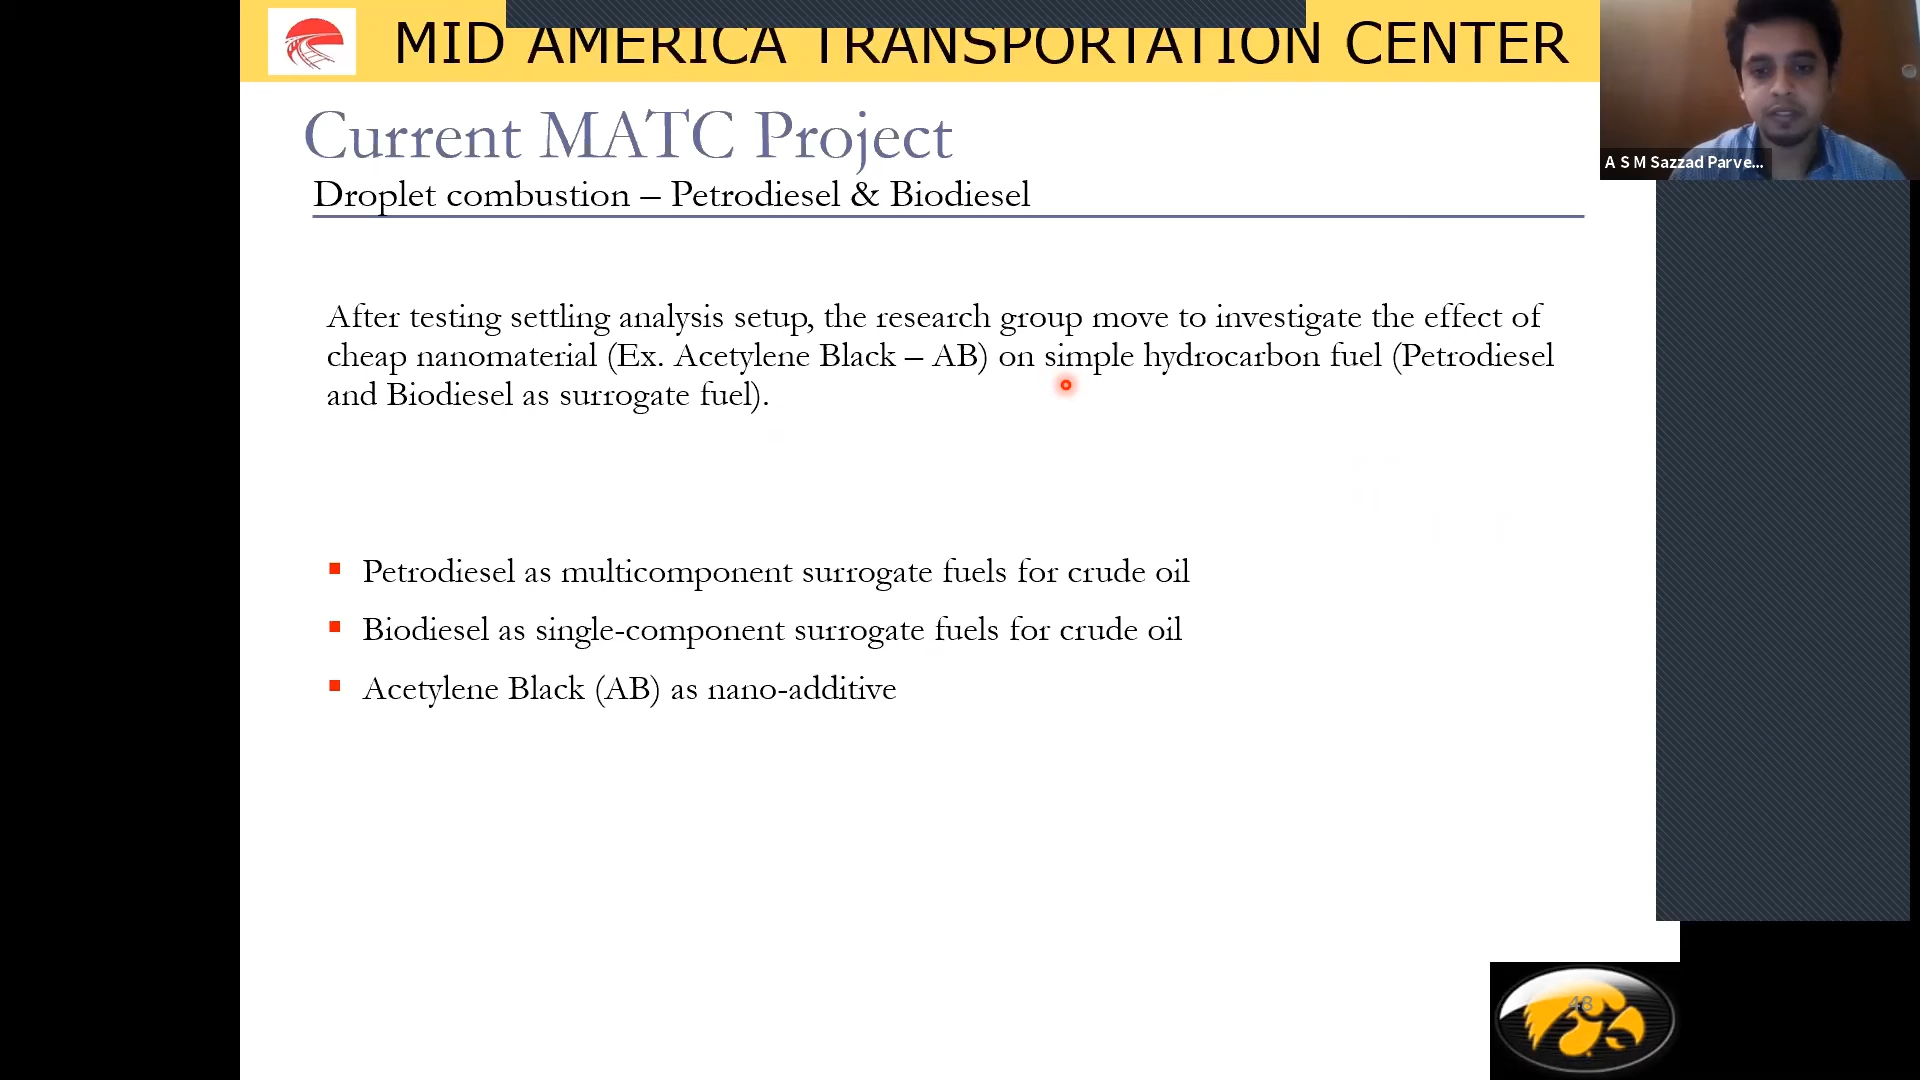 MID AMERICA TRANSPORTATION CENTER
A S M Sazzad Parve...
Current MATC Project
Droplet combustion – Petrodiesel & Biodiesel
After testing settling analysis setup, the research group move to investigate the effect of
cheap nanomaterial (Ex. Acetylene Black – AB) on simple hydrocarbon fuel (Petrodiesel
and Biodiesel as surrogate fuel).
Petrodiesel as multicomponent surrogate fuels for crude oil
Biodiesel as single-component surrogate fuels for crude oil
Acetylene Black (AB) as nano-additive
48